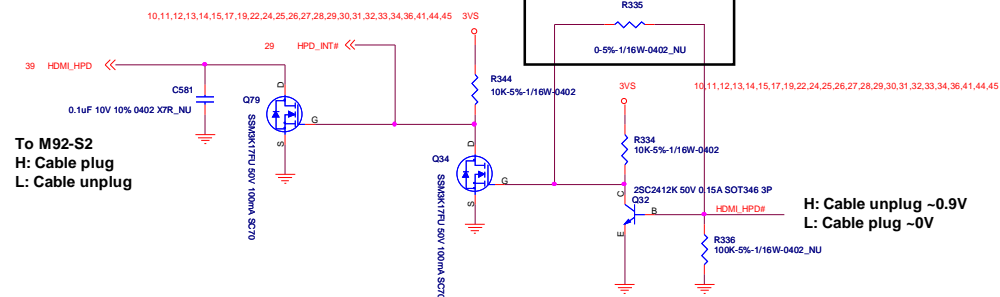 R335
0-5%-1/16W-0402_NU
10,11,12,13,14,15,17,19,22,24,25,26,27,28,29,30,31,32,33,34,36,41,44,45 3VS
29 HPD_INT#
39 HDMI_HPD
C581
0.1uF 10V 10% 0402 X7R_NU
R344
10K-5%-1/16W-0402
3VS 10,11,12,13,14,15,17,19,22,24,25,26,27,28,29,30,31,32,33,34,36,41,44,45
Q79
D
G
S
SSM3K17FU 50V 100mA SC70
R334
10K-5%-1/16W-0402
To M92-S2
H: Cable plug
L: Cable unplug
Q34
D
G
S
SSM3K17FU 50V 100mA SC70
2SC2412K 50V 0.15A SOT346 3P
Q32
C
B
E
HDMI_HPD#
H: Cable unplug ~0.9V
L: Cable plug ~0V
R336
100K-5%-1/16W-0402_NU